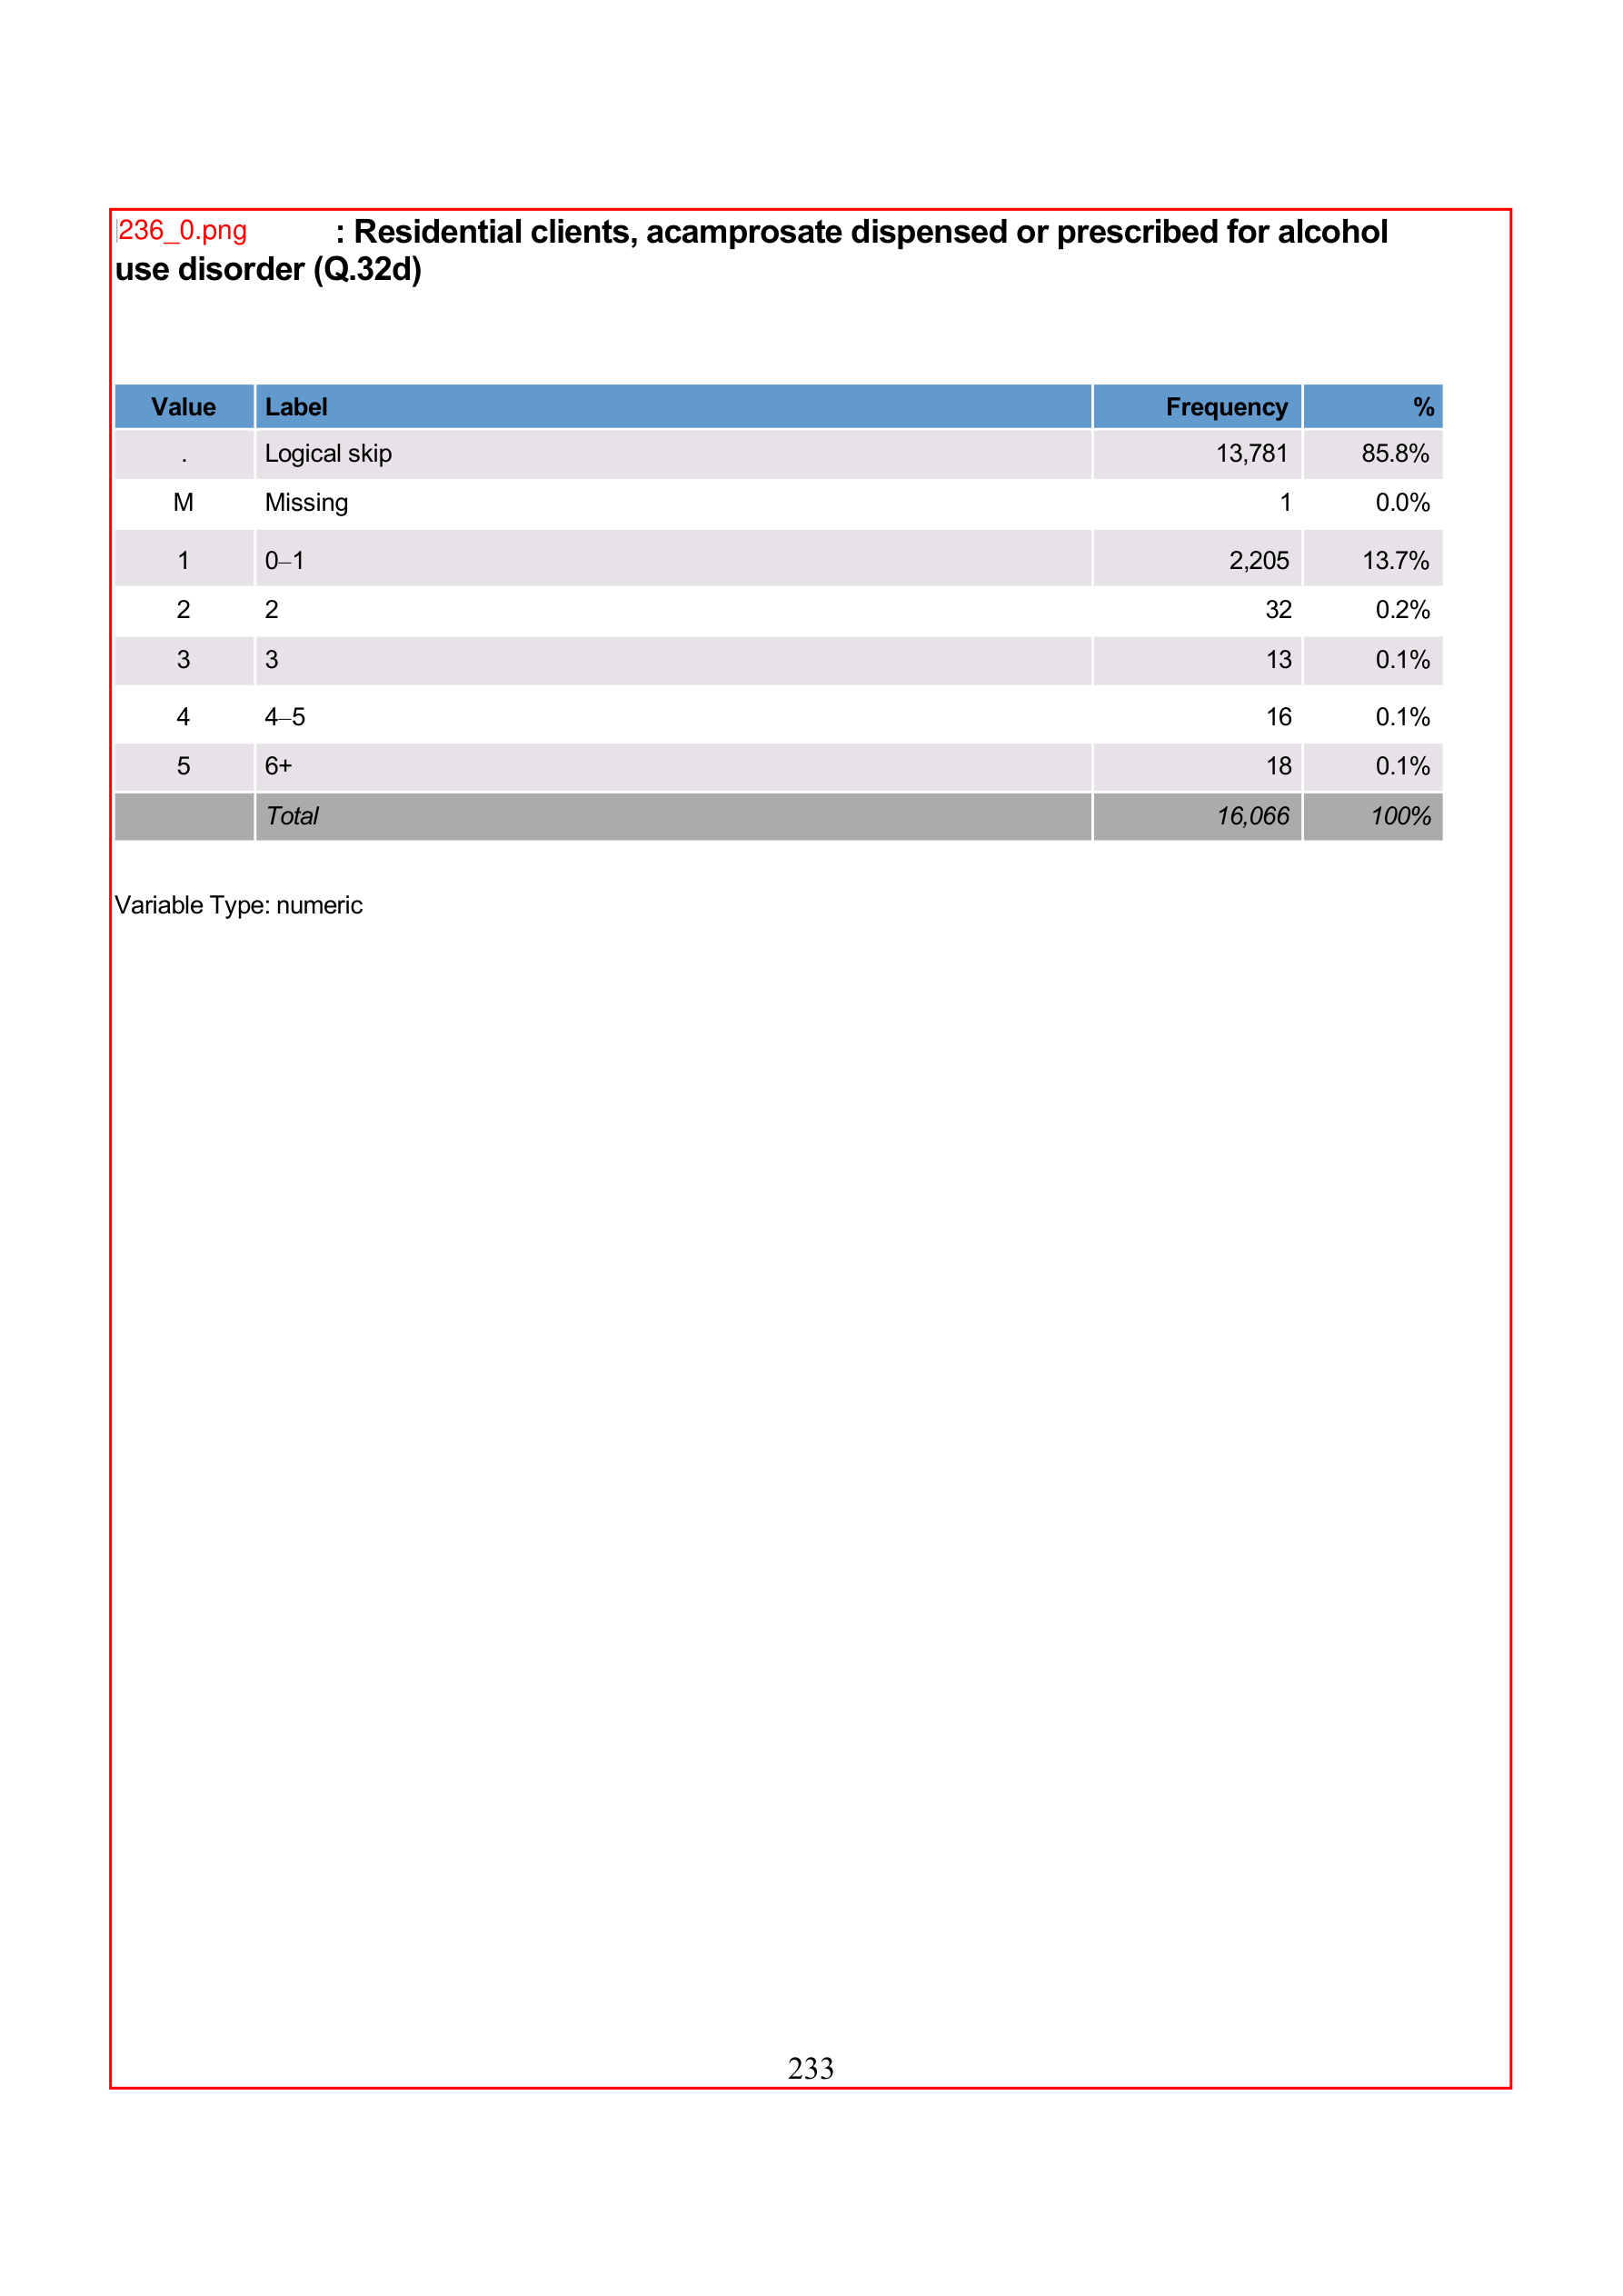 236_0.png : Residential clients, acamprosate dispensed or prescribed for alcohol
use disorder (Q.32d)
Value Label Frequency %
. Logical skip 13,781 85.8%
M Missing 1 0.0%
1 0–1 2,205 13.7%
2 2 32 0.2%
3 3 13 0.1%
4 4–5 16 0.1%
5 6+ 18 0.1%
Total 16,066 100%
Variable Type: numeric
233